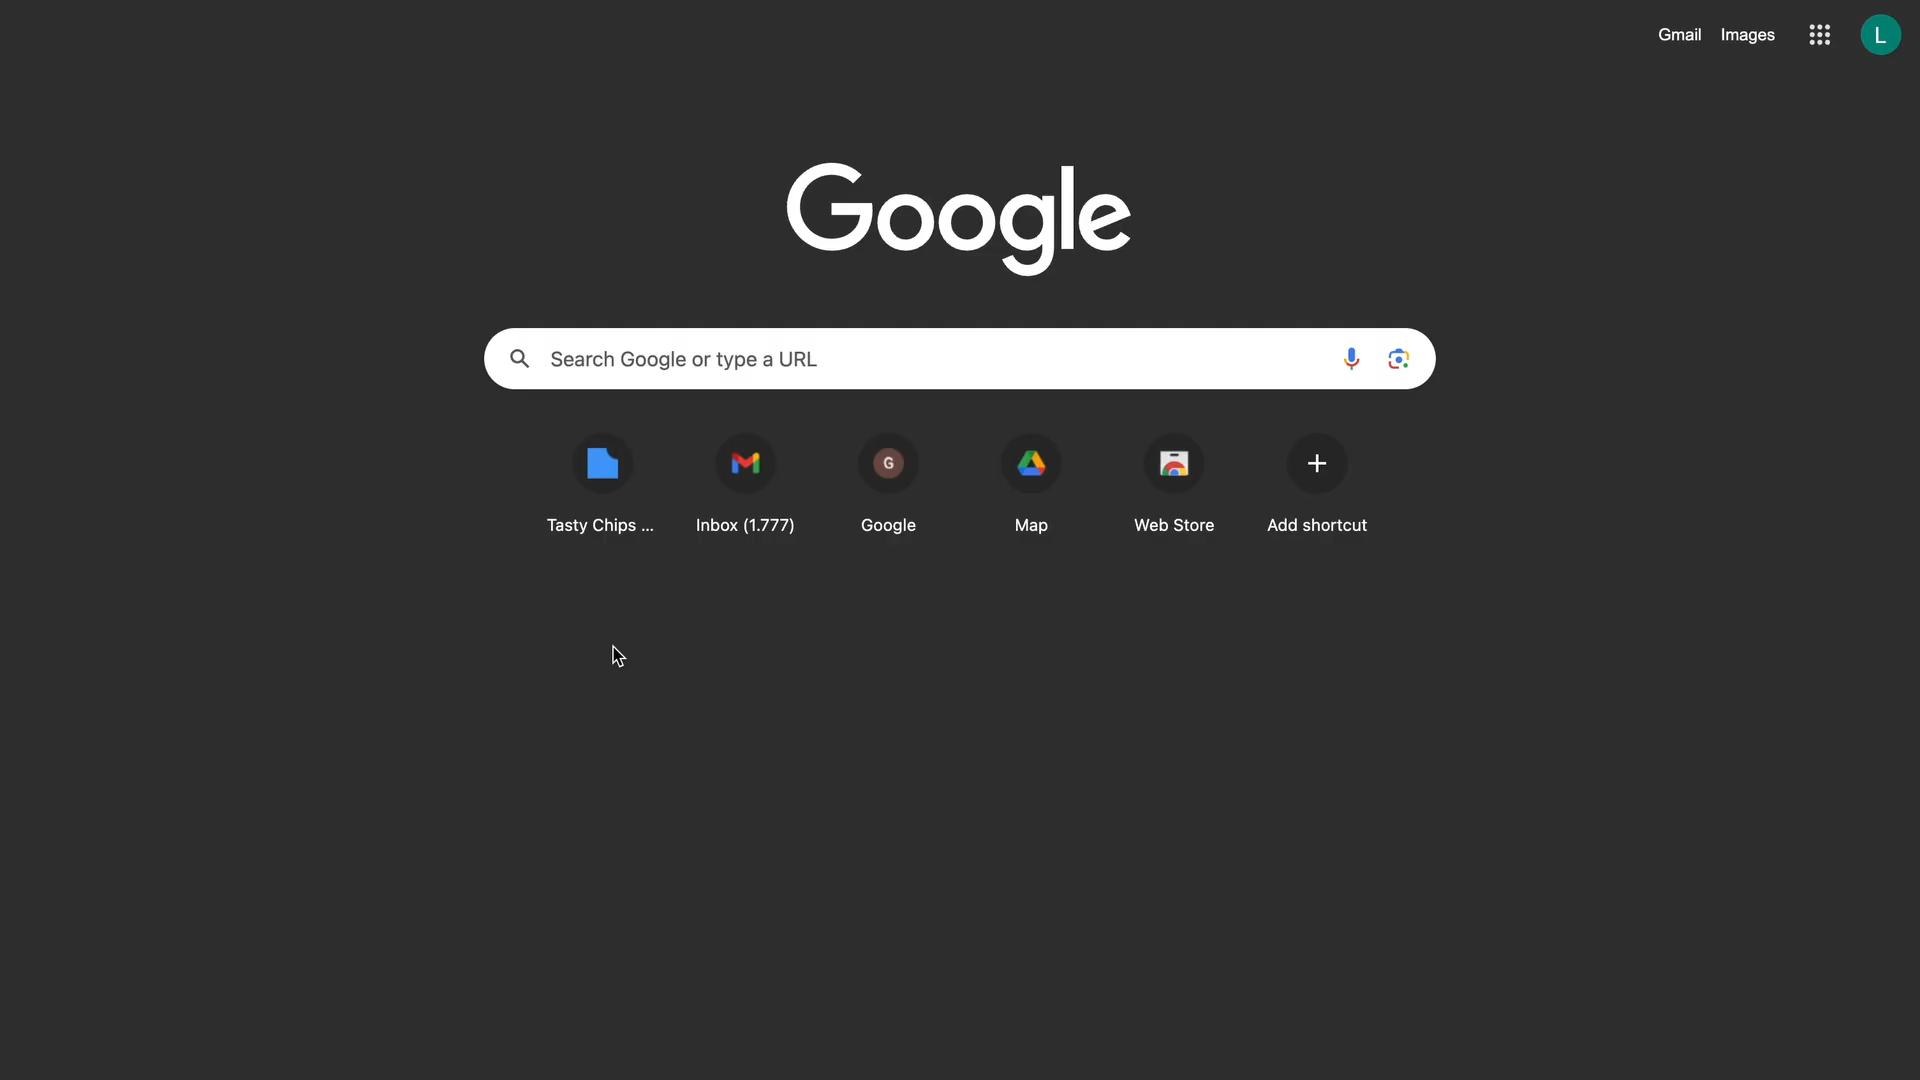 Gmail Images L
Google
Search Google or type a URL
G
Tasty Chips ... Inbox (1.777) Google Map Web Store Add shortcut